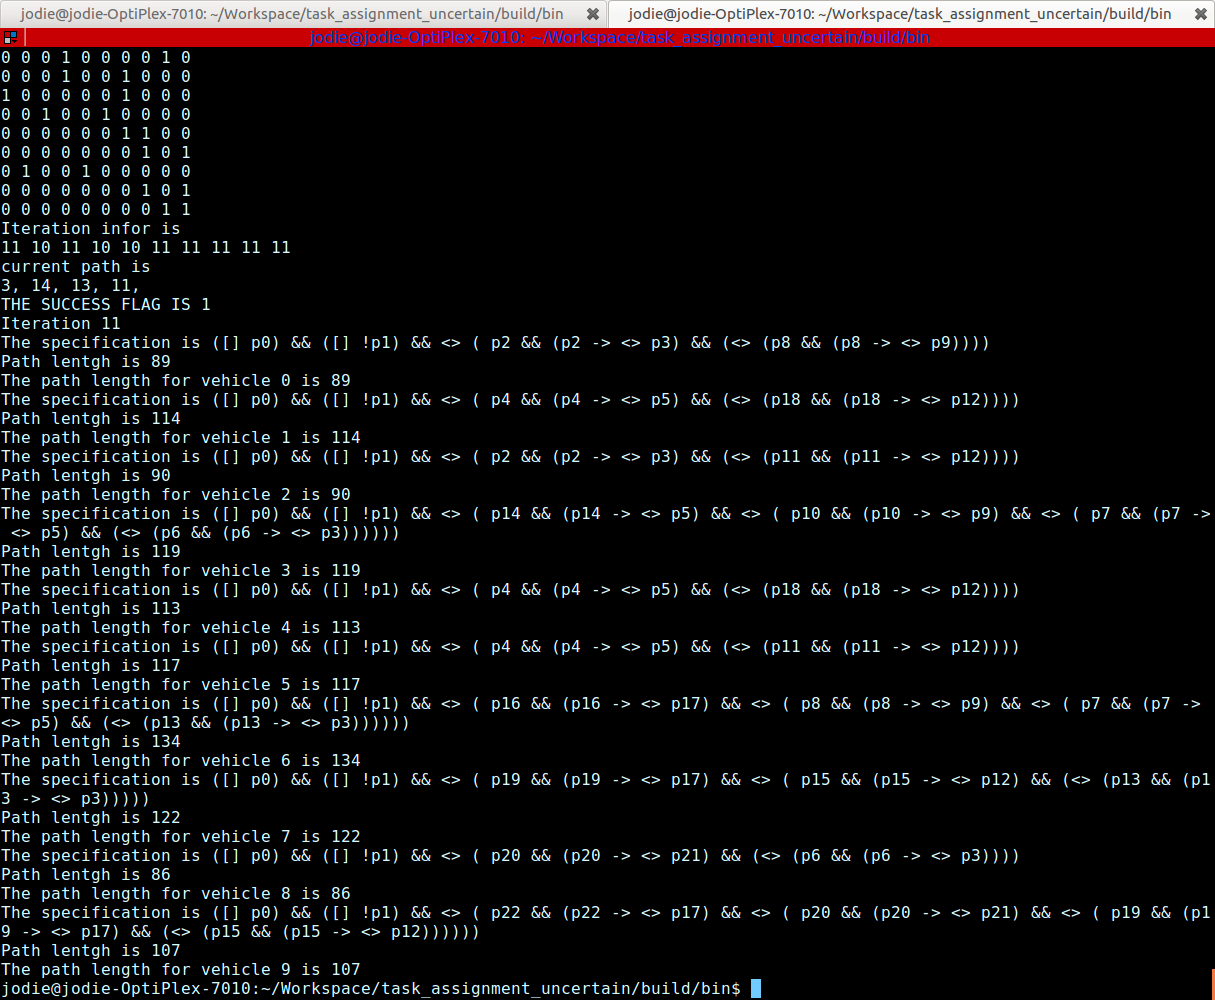 jodie@jodie-OptiPlex-7010: ~/Workspace/task_assignment_uncertain/build/bin
jodie@jodie-OptiPlex-7010: ~/Workspace/task_assignment_uncertain/build/bin
jodie@jodie-OptiPlex-7010: ~/Workspace/task_assignment_uncertain/build/bin
0 0 0 1 0 0 0 0 1 0
0 0 0 1 0 0 1 0 0 0
1 0 0 0 0 0 1 0 0 0
0 0 1 0 0 1 0 0 0 0
0 0 0 0 0 0 1 1 0 0
0 0 0 0 0 0 0 1 0 1
0 1 0 0 1 0 0 0 0 0
0 0 0 0 0 0 0 1 0 1
0 0 0 0 0 0 0 0 1 1
Iteration infor is
11 10 11 10 10 11 11 11 11 11
current path is
3, 14, 13, 11,
THE SUCCESS FLAG IS 1
Iteration 11
The specification is ([] p0) && ([] !p1) && <> ( p2 && (p2 -> <> p3) && (<> (p8 && (p8 -> <> p9))))
Path lentgh is 89
The path length for vehicle 0 is 89
The specification is ([] p0) && ([] !p1) && <> ( p4 && (p4 -> <> p5) && (<> (p18 && (p18 -> <> p12))))
Path lentgh is 114
The path length for vehicle 1 is 114
The specification is ([] p0) && ([] !p1) && <> ( p2 && (p2 -> <> p3) && (<> (p11 && (p11 -> <> p12))))
Path lentgh is 90
The path length for vehicle 2 is 90
The specification is ([] p0) && ([] !p1) && <> ( p14 && (p14 -> <> p5) && <> ( p10 && (p10 -> <> p9) && <> ( p7 && (p7 ->
 <> p5) && (<> (p6 && (p6 -> <> p3))))))
Path lentgh is 119
The path length for vehicle 3 is 119
The specification is ([] p0) && ([] !p1) && <> ( p4 && (p4 -> <> p5) && (<> (p18 && (p18 -> <> p12))))
Path lentgh is 113
The path length for vehicle 4 is 113
The specification is ([] p0) && ([] !p1) && <> ( p4 && (p4 -> <> p5) && (<> (p11 && (p11 -> <> p12))))
Path lentgh is 117
The path length for vehicle 5 is 117
The specification is ([] p0) && ([] !p1) && <> ( p16 && (p16 -> <> p17) && <> ( p8 && (p8 -> <> p9) && <> ( p7 && (p7 ->
<> p5) && (<> (p13 && (p13 -> <> p3))))))
Path lentgh is 134
The path length for vehicle 6 is 134
The specification is ([] p0) && ([] !p1) && <> ( p19 && (p19 -> <> p17) && <> ( p15 && (p15 -> <> p12) && (<> (p13 && (p1
3 -> <> p3)))))
Path lentgh is 122
The path length for vehicle 7 is 122
The specification is ([] p0) && ([] !p1) && <> ( p20 && (p20 -> <> p21) && (<> (p6 && (p6 -> <> p3))))
Path lentgh is 86
The path length for vehicle 8 is 86
The specification is ([] p0) && ([] !p1) && <> ( p22 && (p22 -> <> p17) && <> ( p20 && (p20 -> <> p21) && <> ( p19 && (p1
9 -> <> p17) && (<> (p15 && (p15 -> <> p12))))))
Path lentgh is 107
The path length for vehicle 9 is 107
jodie@jodie-OptiPlex-7010:~/Workspace/task_assignment_uncertain/build/bin$